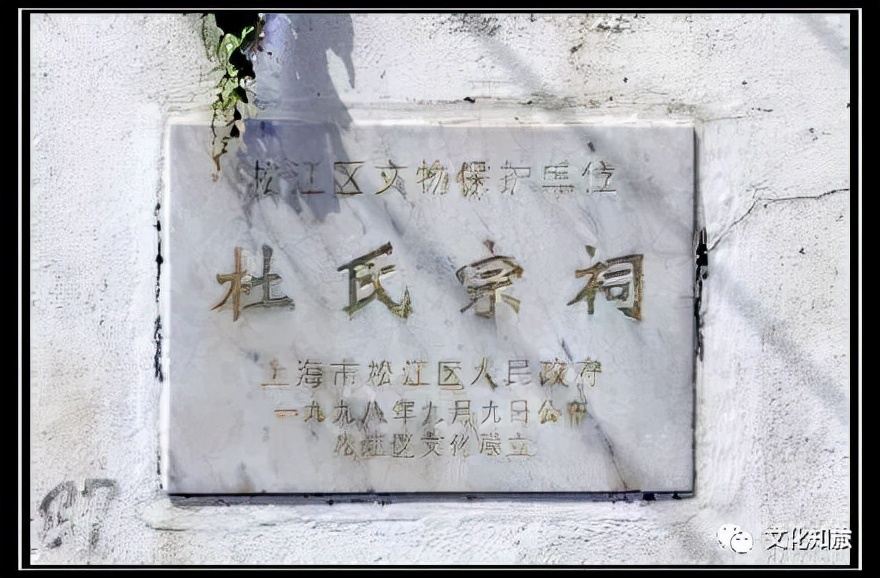 松江区文物保护单位
杜氏宗祠
上海市松江区人民政府
一九九八年九月九日公布
松江区文化局立
27
文化知旅